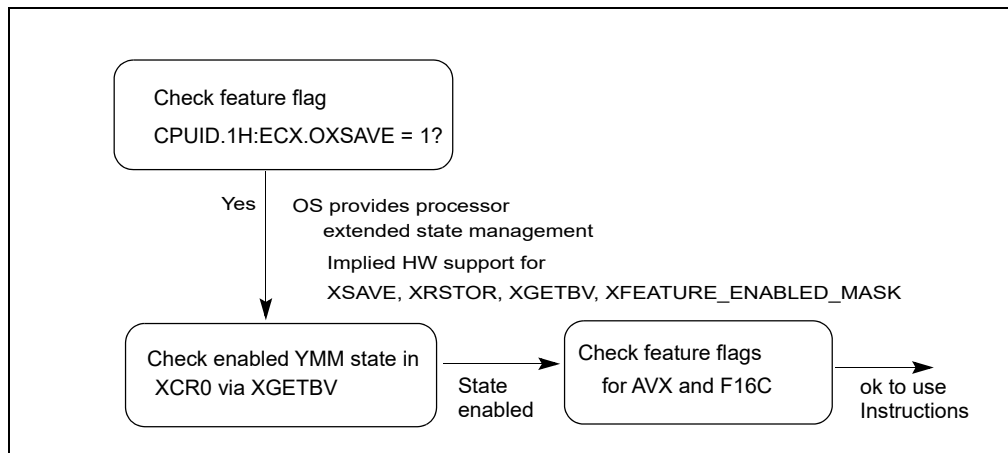 Check feature flag
CPUID.1H:ECX.OXSAVE = 1?
Yes
OS provides processor
extended state management
Implied HW support for
XSAVE, XRSTOR, XGETBV, XFEATURE_ENABLED_MASK
Check enabled YMM state in
XCR0 via XGETBV
State
enabled
Check feature flags
for AVX and F16C
ok to use
Instructions